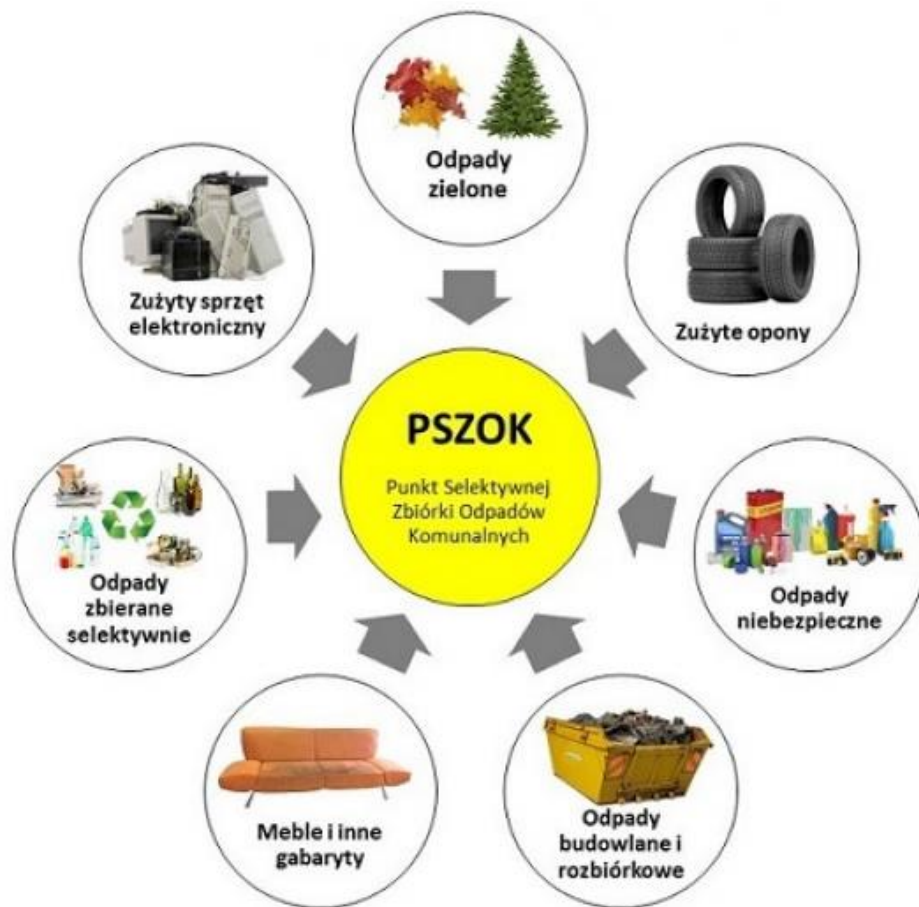 Odpady
zielone
Zużyty sprzęt
elektroniczny
Zużyte opony
PSZOK
Punkt Selektywnej
Zbiórki Odpadów
Komunalnych
Odpady
zbierane
selektywnie
Odpady
niebezpieczne
Meble i inne
gabaryty
Odpady
budowlane i
rozbiórkowe